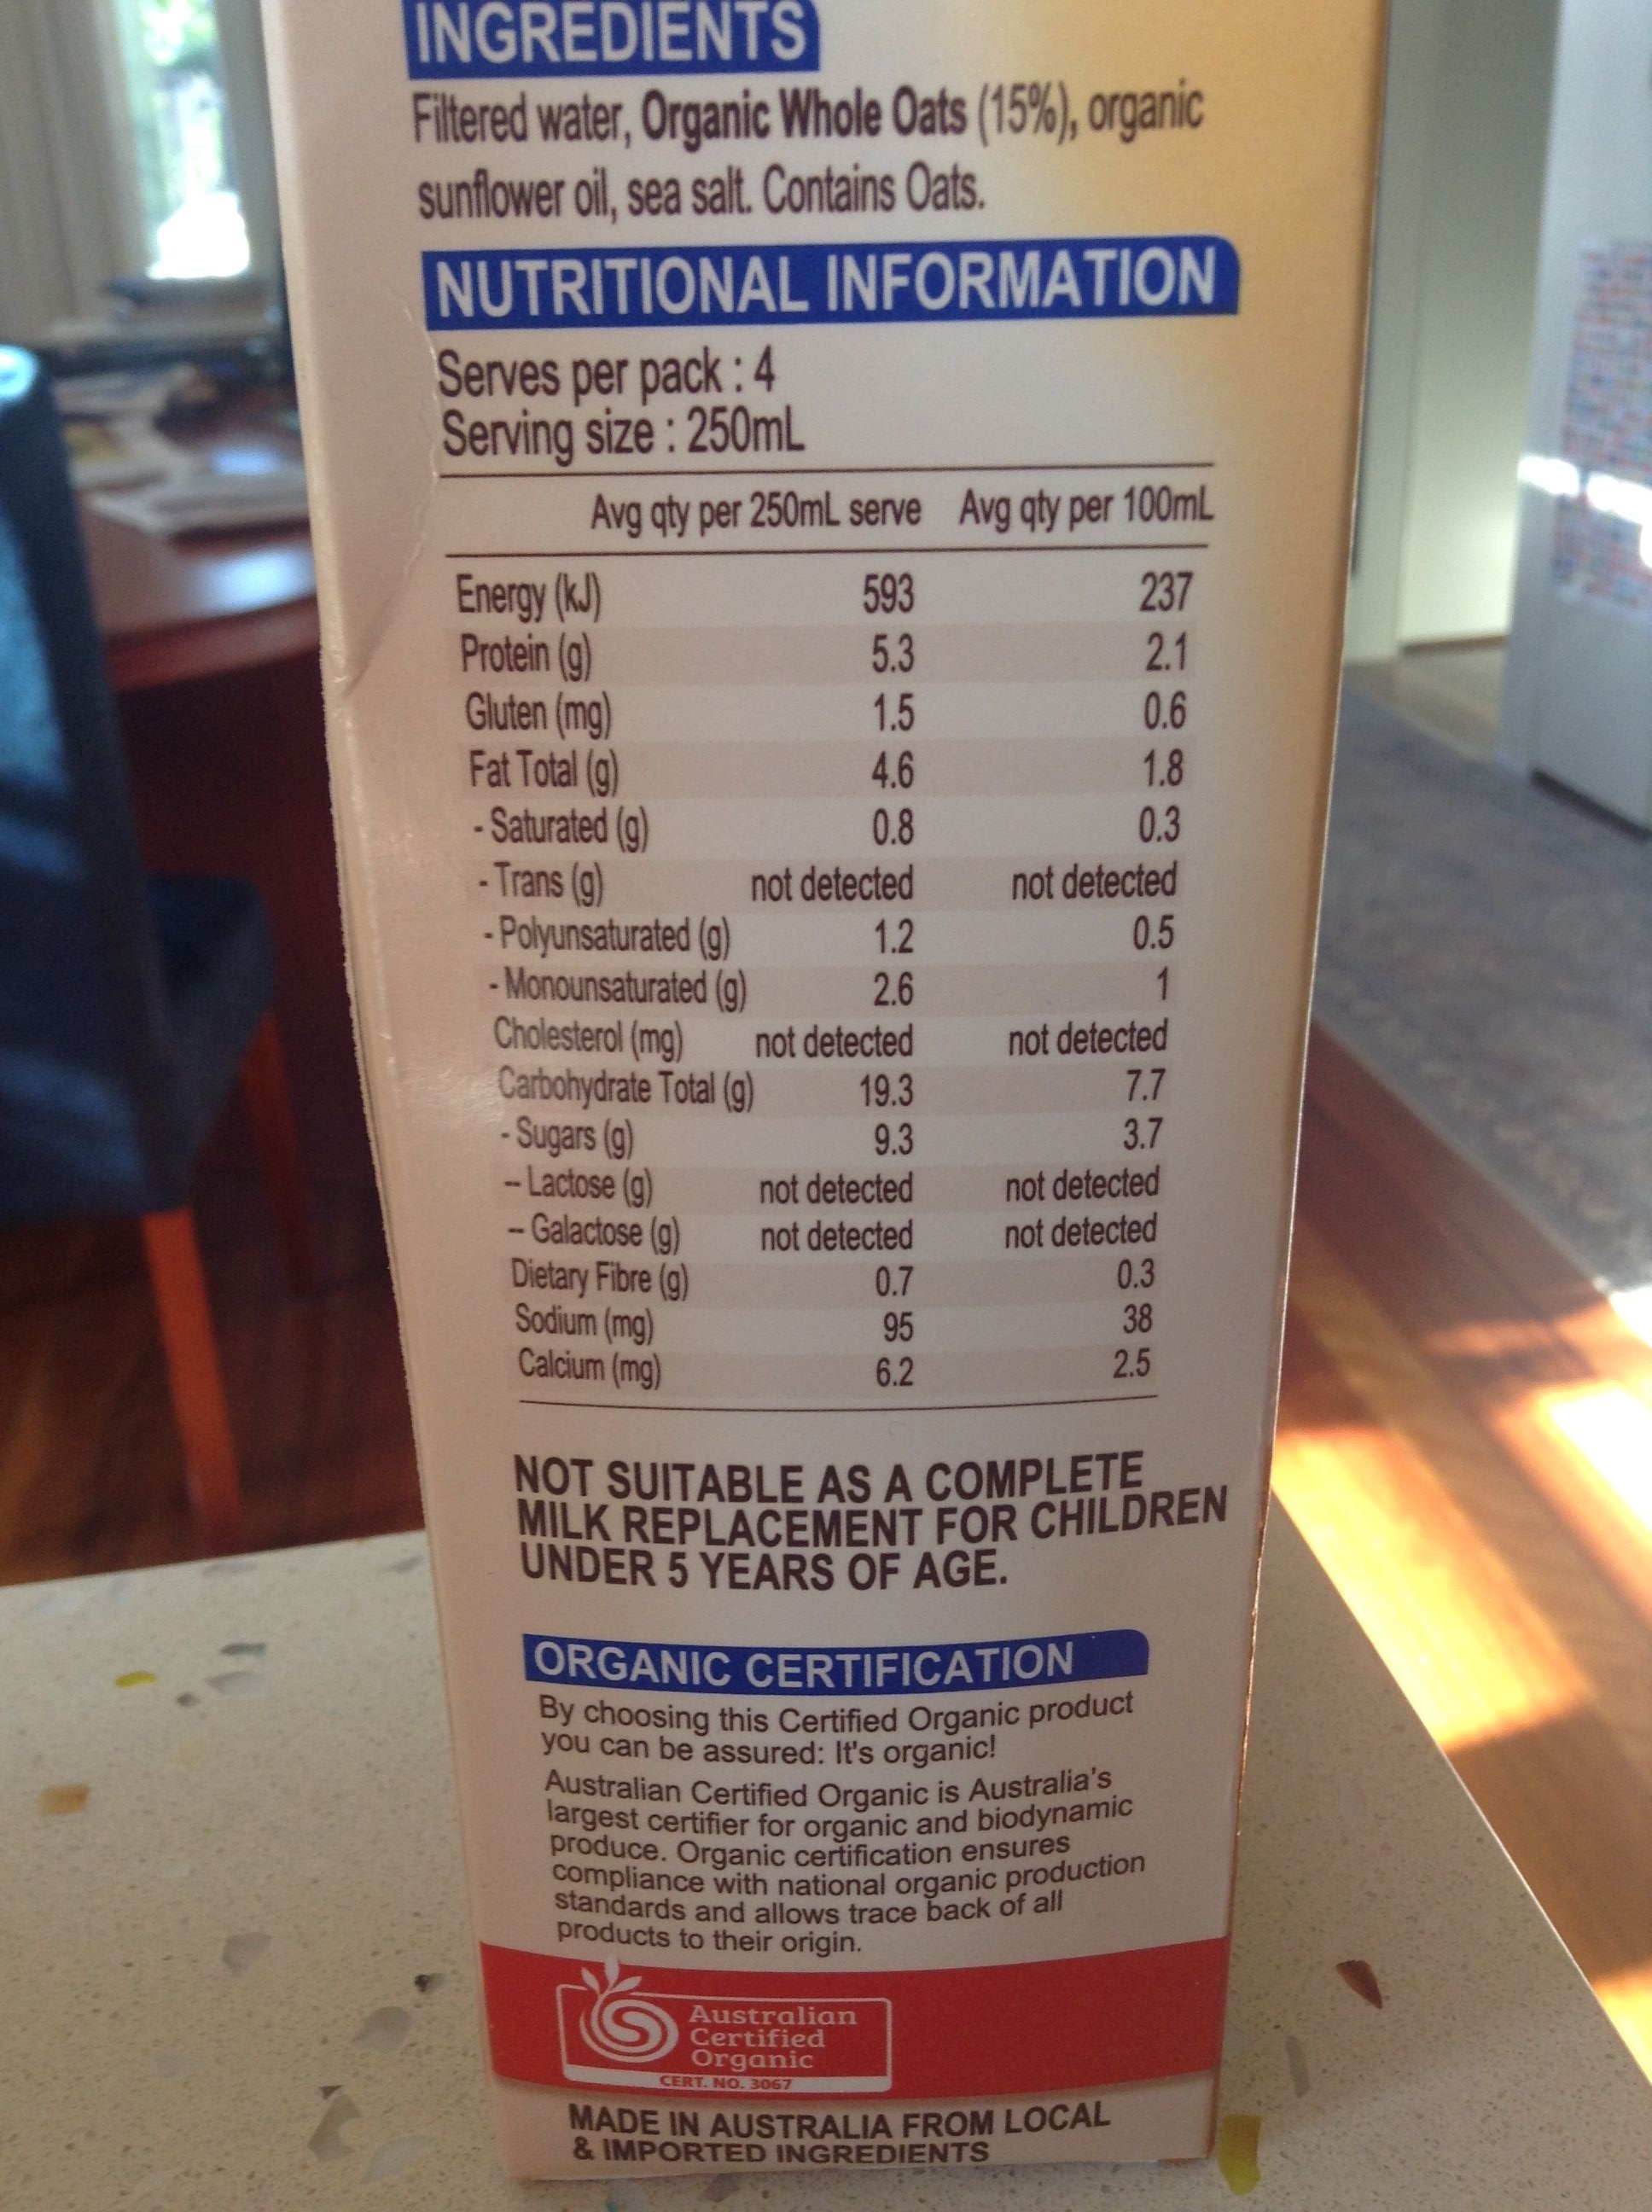 INGREDIENTS
Filtered water, Organic Whole Oats (15%), organic
sunflower oil, sea salt. Contains Oats.
NUTRITIONAL INFORMATION
Serves per pack : 4
Serving size : 250mL
Avg qty per 250mL serve Avg qty per 100mL
Energy (kJ) 593 237
Protein (g) 5.3 2.1
Gluten (mg) 1.5 0.6
Fat Total (g) 4.6 1.8
- Saturated (g) 0.8 0.3
- Trans (g) not detected not detected
- Polyunsaturated (g) 1.2 0.5
- Monounsaturated (g) 2.6 1
Cholesterol (mg) not detected not detected
Carbohydrate Total (g) 19.3 7.7
- Sugars (g) 9.3 3.7
-- Lactose (g) not detected not detected
-- Galactose (g) not detected not detected
Dietary Fibre (g) 0.7 0.3
Sodium (mg) 95 38
Calcium (mg) 6.2 2.5
NOT SUITABLE AS A COMPLETE
MILK REPLACEMENT FOR CHILDREN
UNDER 5 YEARS OF AGE.
ORGANIC CERTIFICATION
By choosing this Certified Organic product
you can be assured: It's organic!
Australian Certified Organic is Australia's
largest certifier for organic and biodynamic
produce. Organic certification ensures
compliance with national organic production
standards and allows trace back of all
products to their origin.
Australian
Certified
Organic
CERT. NO. 3067
MADE IN AUSTRALIA FROM LOCAL
& IMPORTED INGREDIENTS